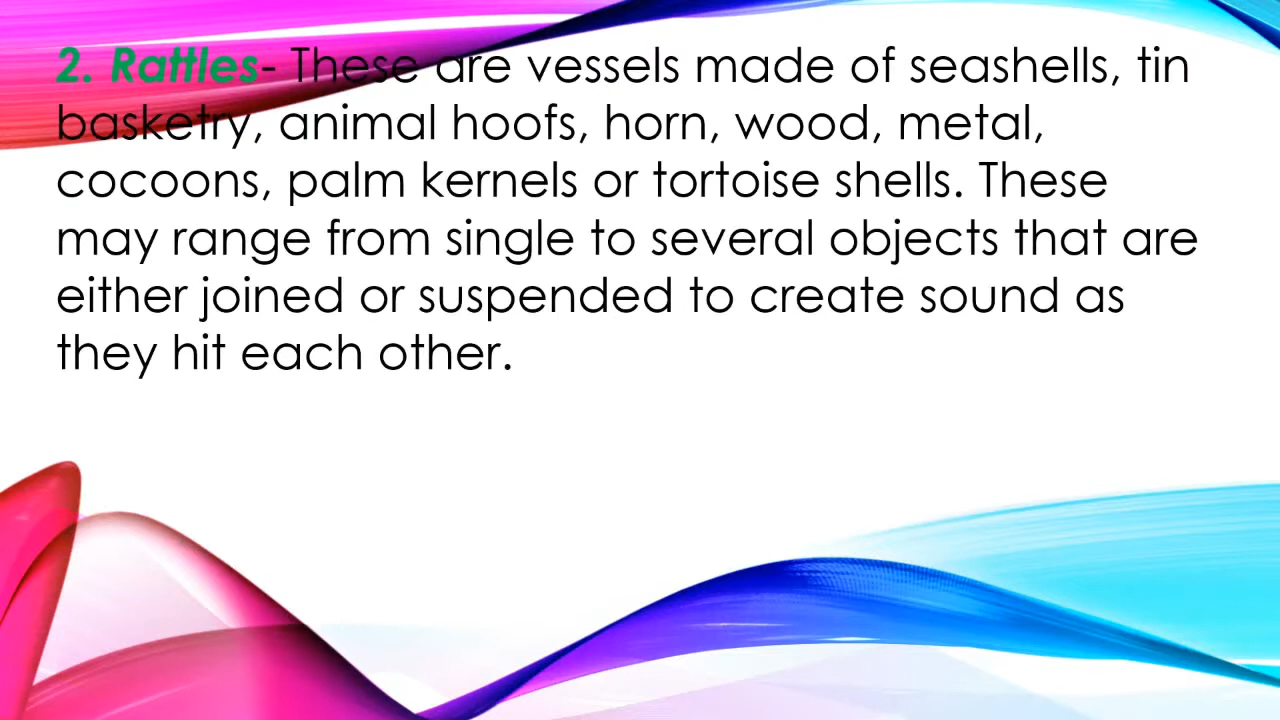 2. Rattles- These are vessels made of seashells, tin
basketry, animal hoofs, horn, wood, metal,
cocoons, palm kernels or tortoise shells. These
may range from single to several objects that are
either joined or suspended to create sound as
they hit each other.